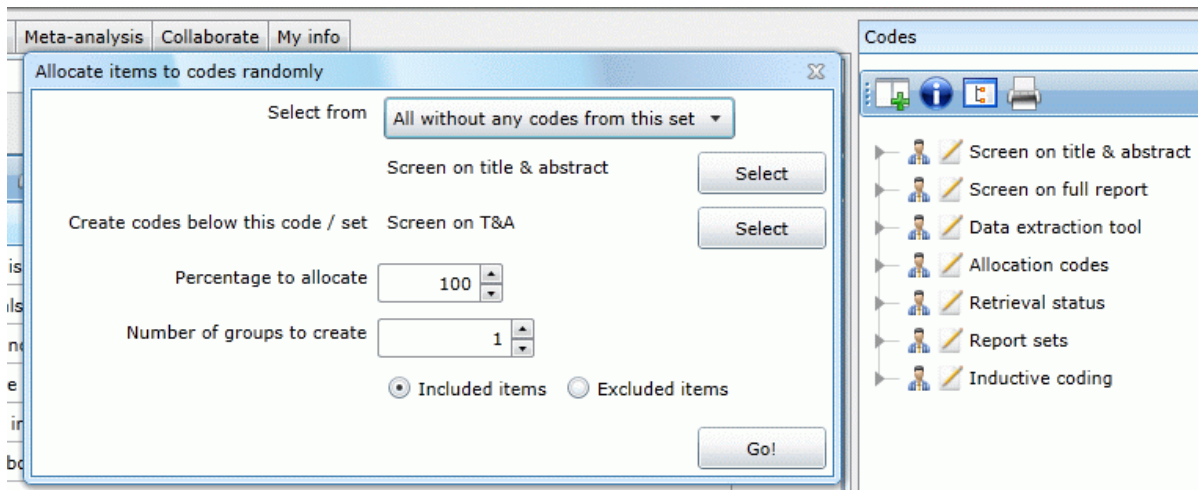 Meta-analysis Collaborate My info
Codes
Allocate items to codes randomly
Select from All without any codes from this set
Screen on title & abstract Select
Create codes below this code / set Screen on T&A Select
Percentage to allocate 100
Number of groups to create 1
Included items Excluded items
Go!
Screen on title & abstract
Screen on full report
Data extraction tool
Allocation codes
Retrieval status
Report sets
Inductive coding